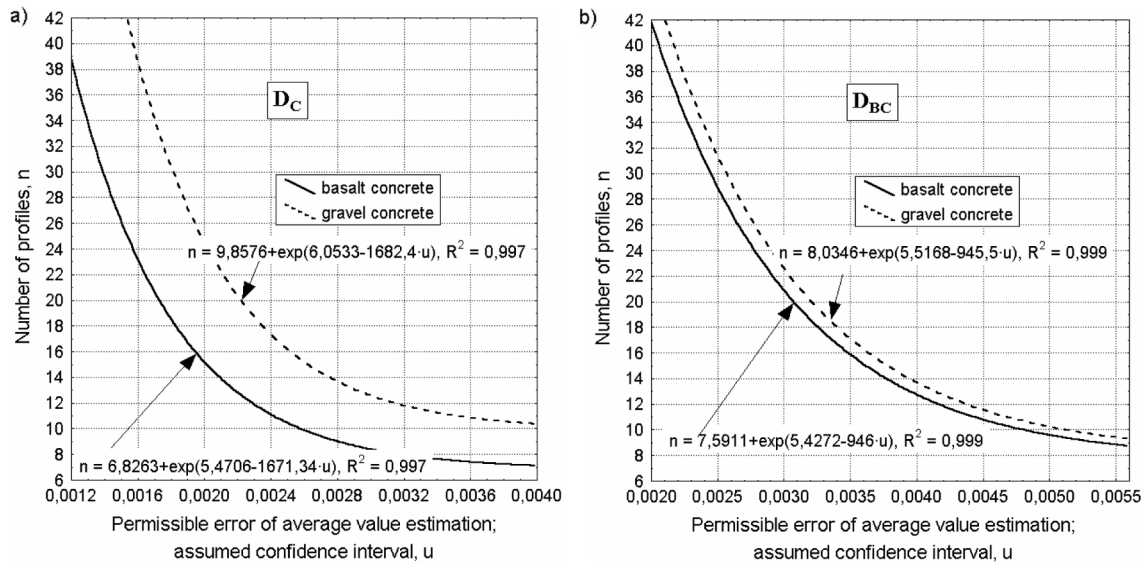 a)
42
40
38
36
34
32
30
28
26
24
22
20
18
16
14
12
10
8
6
Number of profiles, n
D_C
basalt concrete
gravel concrete
n = 9,8576+exp(6,0533-1682,4·u), R² = 0,997
n = 6,8263+exp(5,4706-1671,34·u), R² = 0,997
0,0012 0,0016 0,0020 0,0024 0,0028 0,0032 0,0036 0,0040
Permissible error of average value estimation;
assumed confidence interval, u
b)
42
40
38
36
34
32
30
28
26
24
22
20
18
16
14
12
10
8
6
Number of profiles, n
D_BC
basalt concrete
gravel concrete
n = 8,0346+exp(5,5168-945,5·u), R² = 0,999
n = 7,5911+exp(5,4272-946·u), R² = 0,999
0,0020 0,0025 0,0030 0,0035 0,0040 0,0045 0,0050 0,0055
Permissible error of average value estimation;
assumed confidence interval, u